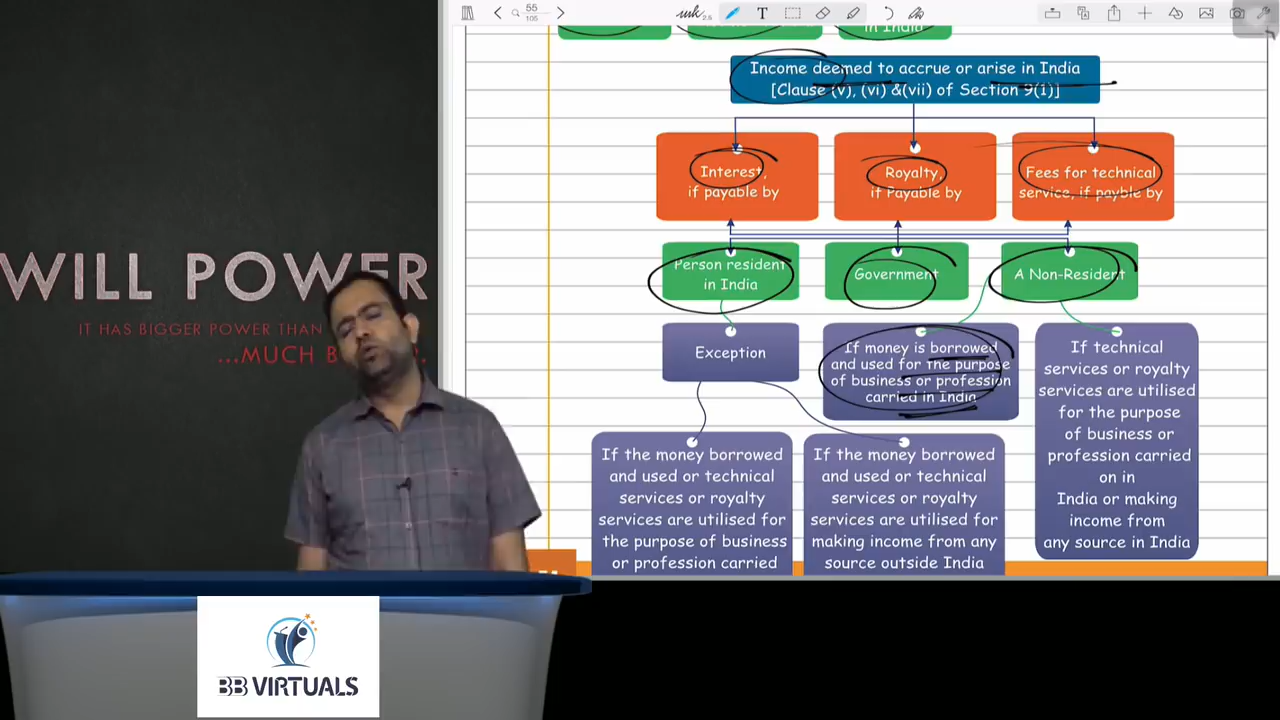 55
105
2.5
T
in India
Income deemed to accrue or arise in India
[Clause (v), (vi) &(vii) of Section 9(1)]
Interest,
if payable by
Royalty,
if Payable by
Fees for technical
service, if payble by
Person resident
in India
Government
A Non-Resident
Exception
If money is borrowed
and used for the purpose
of business or profession
carried in India
If technical
services or royalty
services are utilised
for the purpose
of business or
profession carried
on in
India or making
income from
any source in India
If the money borrowed
and used or technical
services or royalty
services are utilised for
the purpose of business
or profession carried
If the money borrowed
and used or technical
services or royalty
services are utilised for
making income from any
source outside India
WILL POWER
IT HAS BIGGER POWER THAN
...MUCH B
BB VIRTUALS